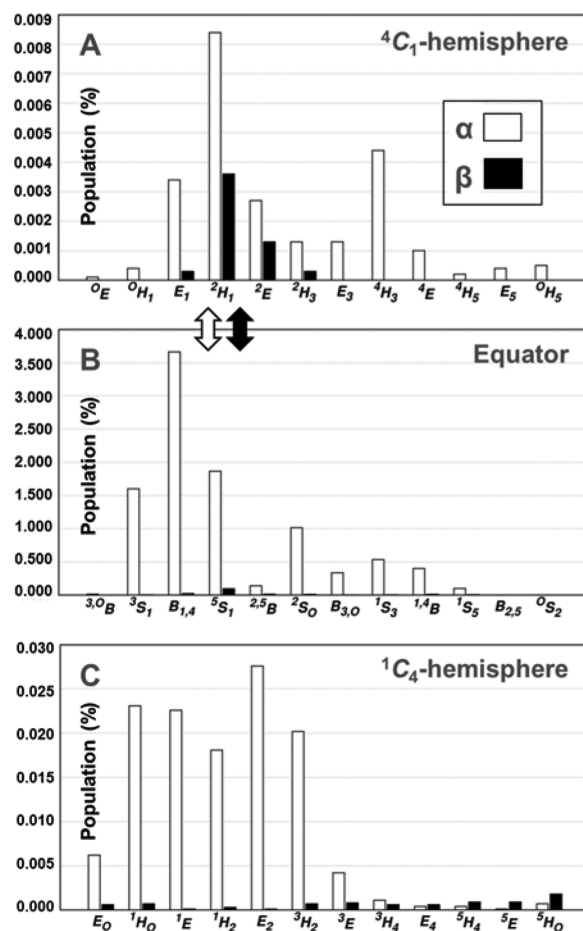 A
⁴C₁-hemisphere
Population (%)
0.009
0.008
0.007
0.006
0.005
0.004
0.003
0.002
0.001
0.000
α
β
ᴼE ᴼH₁ E₁ ²H₁ ²E ²H₃ E₃ ⁴H₃ ⁴E ⁴H₅ E₅ ᴼH₅
B
Equator
Population (%)
4.000
3.500
3.000
2.500
2.000
1.500
1.000
0.500
0.000
³,ᴼB ³S₁ B₁,₄ ⁵S₁ ²,⁵B ²S_O B₃,O ¹S₃ ¹,⁴B ¹S₅ B₂,₅ ᴼS₂
C
¹C₄-hemisphere
Population (%)
0.030
0.025
0.020
0.015
0.010
0.005
0.000
E_O ¹H_O ¹E ¹H₂ E₂ ³H₂ ³E ³H₄ E₄ ⁵H₄ ⁵E ⁵H_O